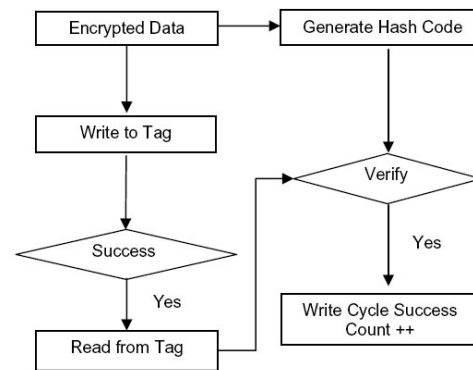 Encrypted Data
Generate Hash Code
Write to Tag
Verify
Success
Yes
Yes
Write Cycle Success
Count ++
Read from Tag